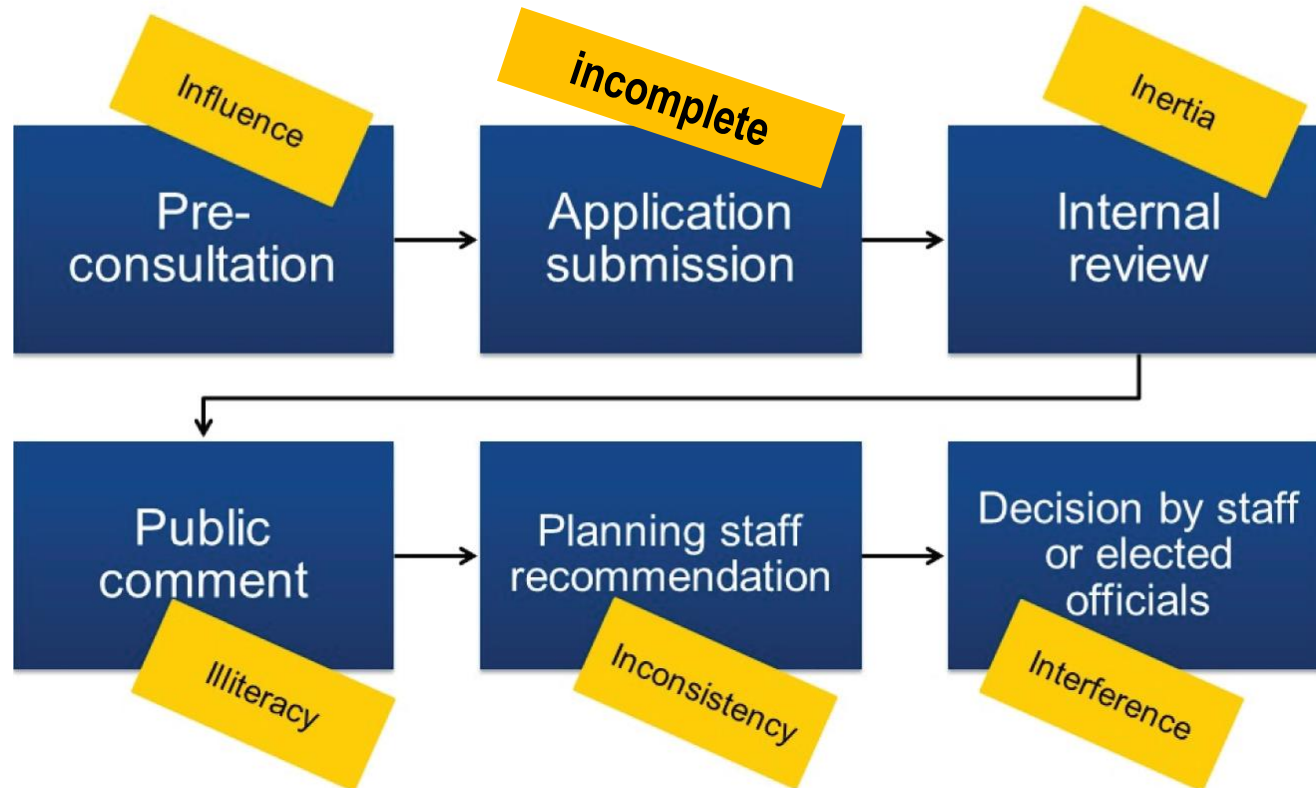 Influence
Pre-
consultation
incomplete
Application
submission
Inertia
Internal
review
Public
comment
Illiteracy
Planning staff
recommendation
Inconsistency
Decision by staff
or elected
officials
Interference